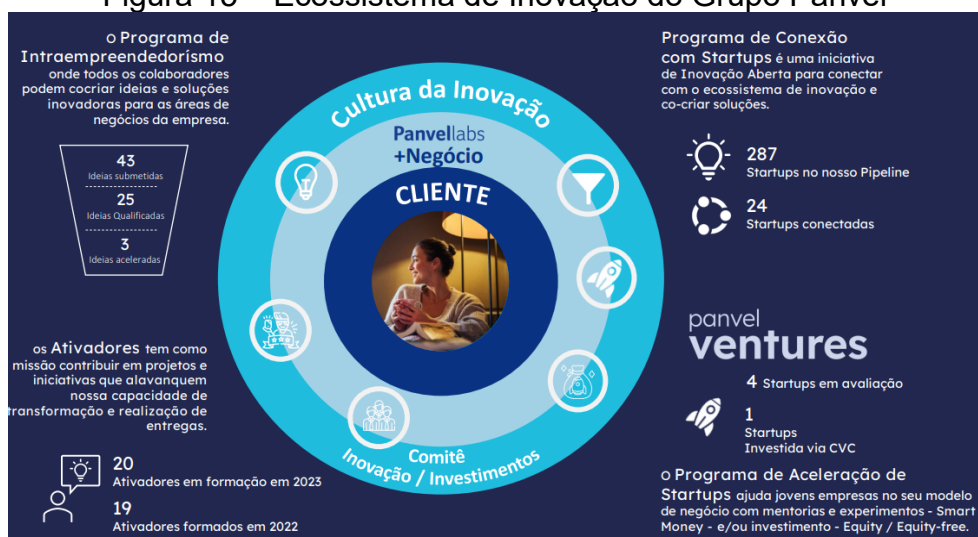 Figura 10 – Ecossistema de Inovação do Grupo Panvel
o Programa de
Intraempreendedorísmo
onde todos os colaboradores
podem cocriar ideias e soluções
inovadoras para as áreas de
negócios da empresa.
43
Ideias submetidas
25
Ideias Qualificadas
3
Ideias aceleradas
os Ativadores tem como
missão contribuir em projetos e
iniciativas que alavanquem
nossa capacidade de
transformação e realização de
entregas.
20
Ativadores em formação em 2023
19
Ativadores formados em 2022
Cultura da Inovação
Panvellabs
+Negócio
CLIENTE
Comitê
Inovação / Investimentos
Programa de Conexão
com Startups é uma iniciativa
de Inovação Aberta para conectar
com o ecossistema de inovação e
co-criar soluções.
287
Startups no nosso Pipeline
24
Startups conectadas
panvel
ventures
4 Startups em avaliação
1
Startups
Investida via CVC
o Programa de Aceleração de
Startups ajuda jovens empresas no seu modelo
de negócio com mentorias e experimentos - Smart
Money - e/ou investimento - Equity / Equity-free.